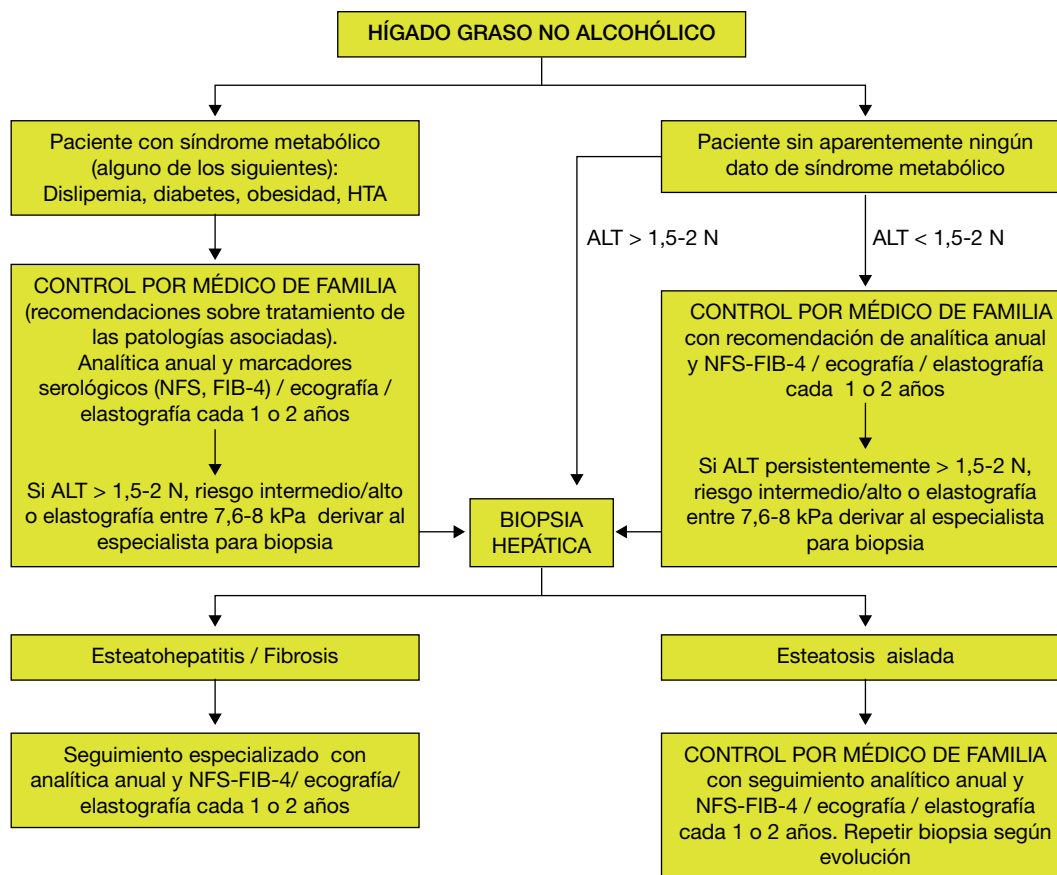 HÍGADO GRASO NO ALCOHÓLICO
Paciente con síndrome metabólico
(alguno de los siguientes):
Dislipemia, diabetes, obesidad, HTA
Paciente sin aparentemente ningún
dato de síndrome metabólico
ALT > 1,5-2 N
ALT < 1,5-2 N
CONTROL POR MÉDICO DE FAMILIA
(recomendaciones sobre tratamiento de
las patologías asociadas).
Analítica anual y marcadores
serológicos (NFS, FIB-4) / ecografía /
elastografía cada 1 o 2 años
Si ALT > 1,5-2 N, riesgo intermedio/alto
o elastografía entre 7,6-8 kPa derivar al
especialista para biopsia
CONTROL POR MÉDICO DE FAMILIA
con recomendación de analítica anual
y NFS-FIB-4 / ecografía / elastografía
cada 1 o 2 años
Si ALT persistentemente > 1,5-2 N,
riesgo intermedio/alto o elastografía
entre 7,6-8 kPa derivar al especialista
para biopsia
BIOPSIA
HEPÁTICA
Esteatohepatitis / Fibrosis
Esteatosis aislada
Seguimiento especializado con
analítica anual y NFS-FIB-4/ ecografía/
elastografía cada 1 o 2 años
CONTROL POR MÉDICO DE FAMILIA
con seguimiento analítico anual y
NFS-FIB-4 / ecografía / elastografía
cada 1 o 2 años. Repetir biopsia según
evolución